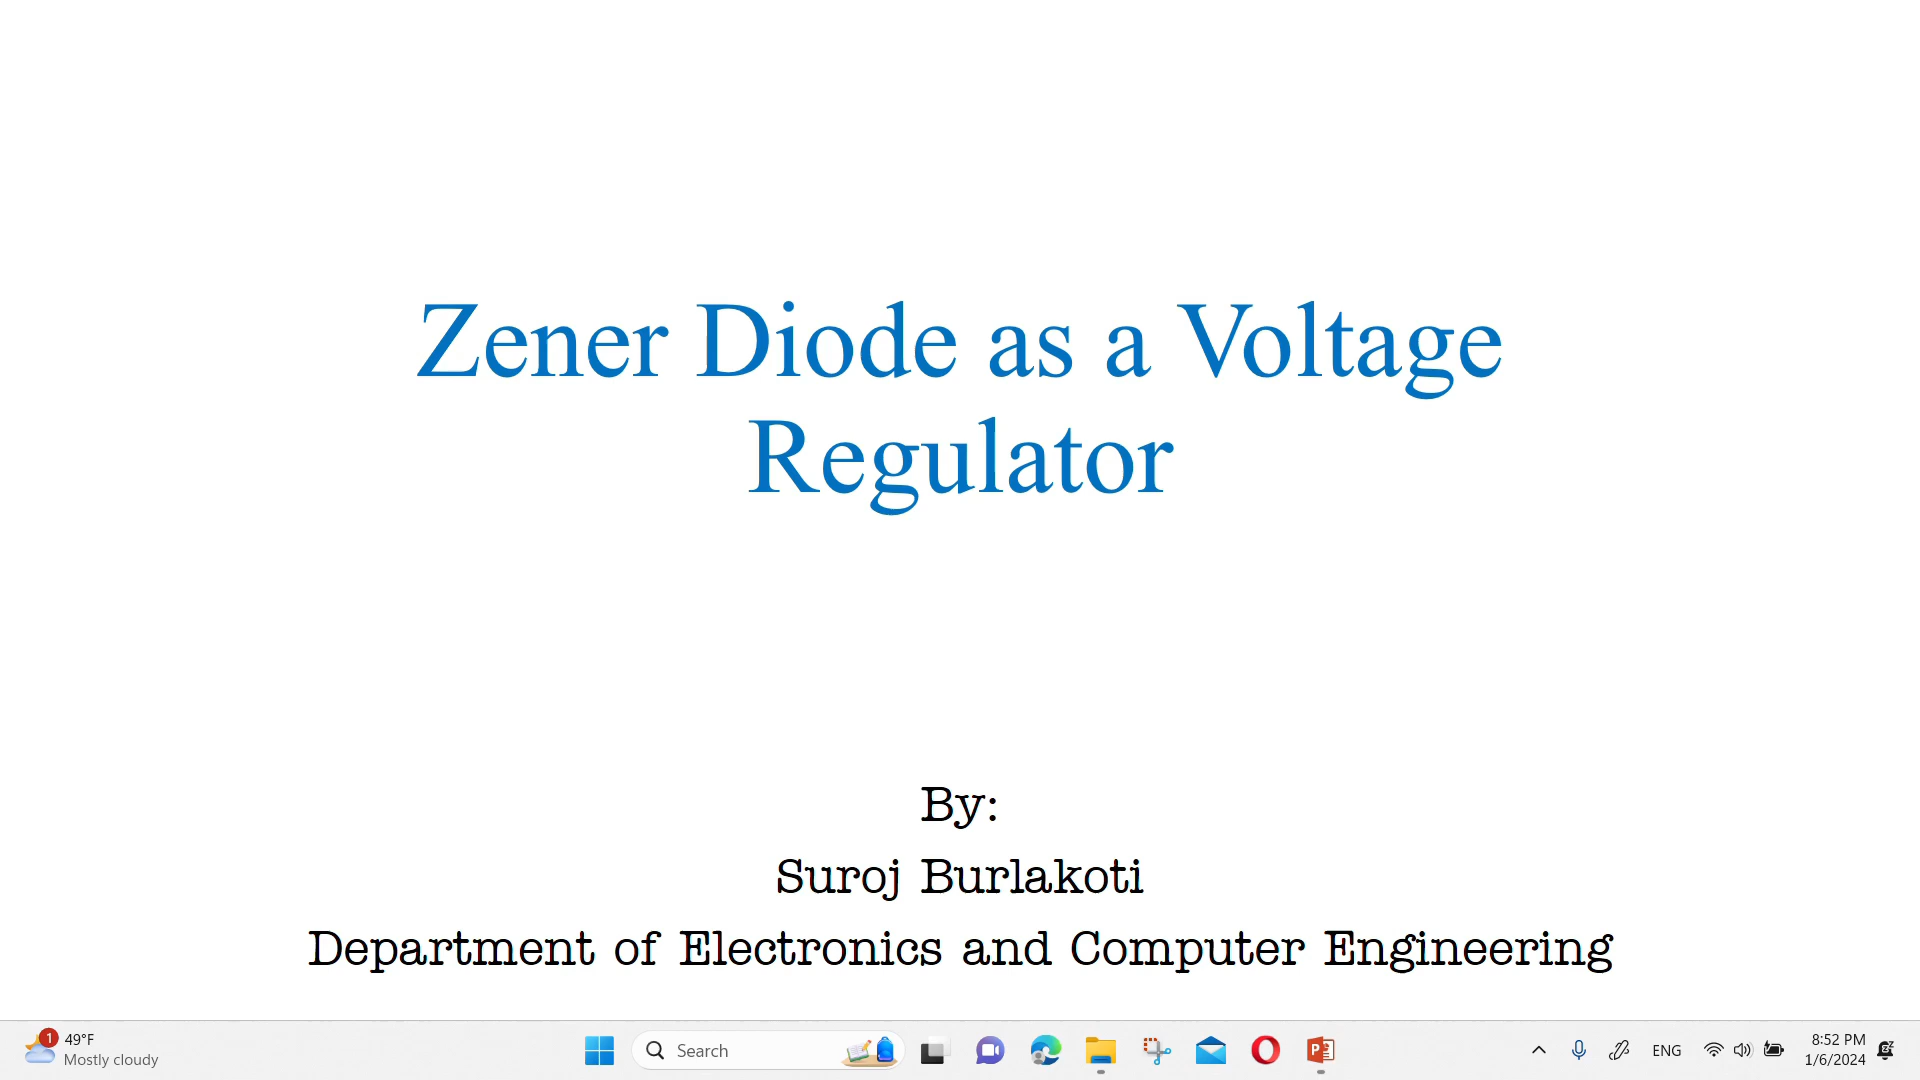 Zener Diode as a Voltage
Regulator
By:
Suroj Burlakoti
Department of Electronics and Computer Engineering
1
49°F
Mostly cloudy
Search
ENG
8:52 PM
1/6/2024